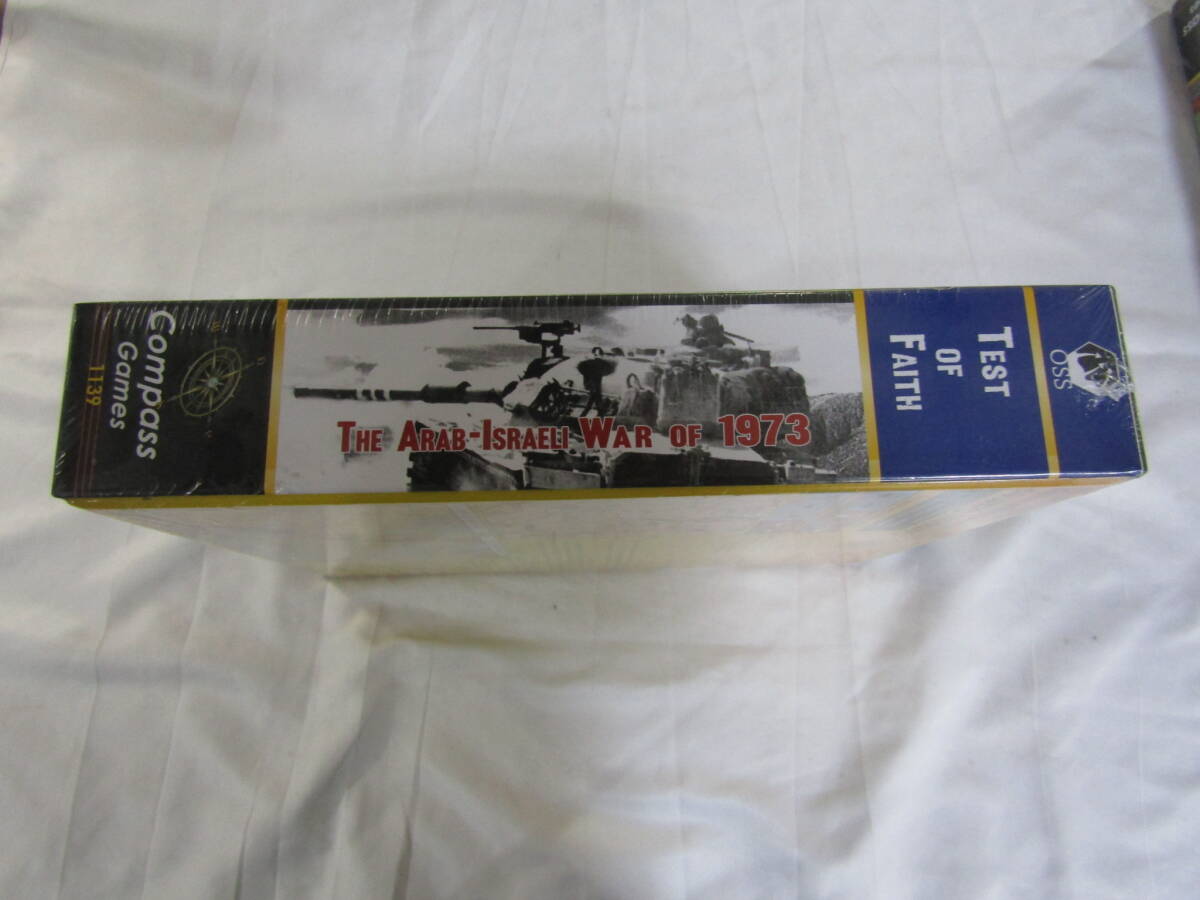 Compass
Games
1139
THE ARAB-ISRAELI WAR OF 1973
TEST
OF
FAITH
OSS